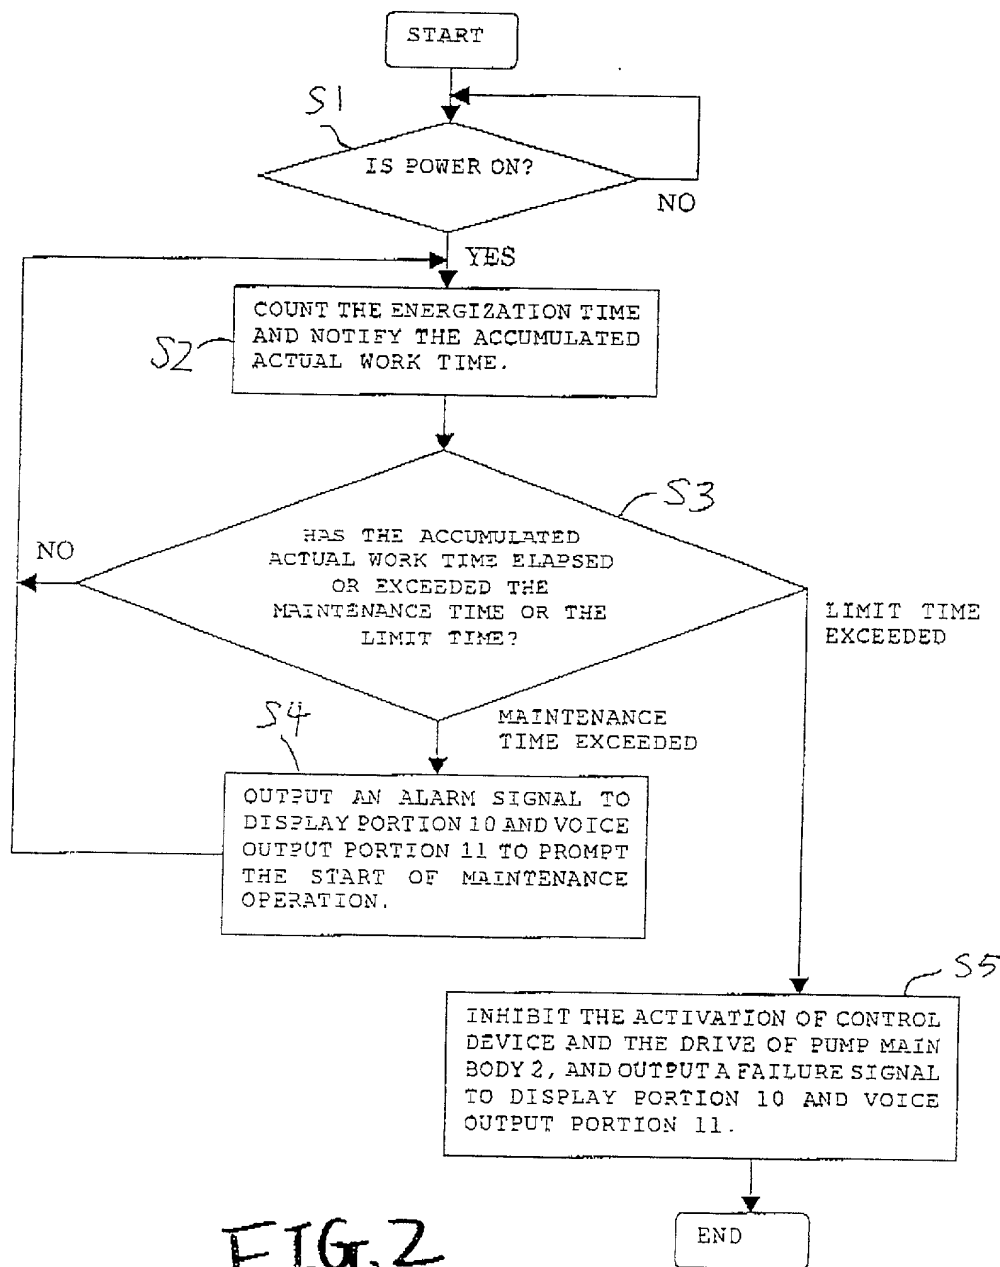 START
S1
IS POWER ON?
NO
YES
S2
COUNT THE ENERGIZATION TIME
AND NOTIFY THE ACCUMULATED
ACTUAL WORK TIME.
S3
HAS THE ACCUMULATED
ACTUAL WORK TIME ELAPSED
OR EXCEEDED THE
MAINTENANCE TIME OR THE
LIMIT TIME?
NO
LIMIT TIME
EXCEEDED
MAINTENANCE
TIME EXCEEDED
S4
OUTPUT AN ALARM SIGNAL TO
DISPLAY PORTION 10 AND VOICE
OUTPUT PORTION 11 TO PROMPT
THE START OF MAINTENANCE
OPERATION.
S5
INHIBIT THE ACTIVATION OF CONTROL
DEVICE AND THE DRIVE OF PUMP MAIN
BODY 2, AND OUTPUT A FAILURE SIGNAL
TO DISPLAY PORTION 10 AND VOICE
OUTPUT PORTION 11.
END
FIG.2